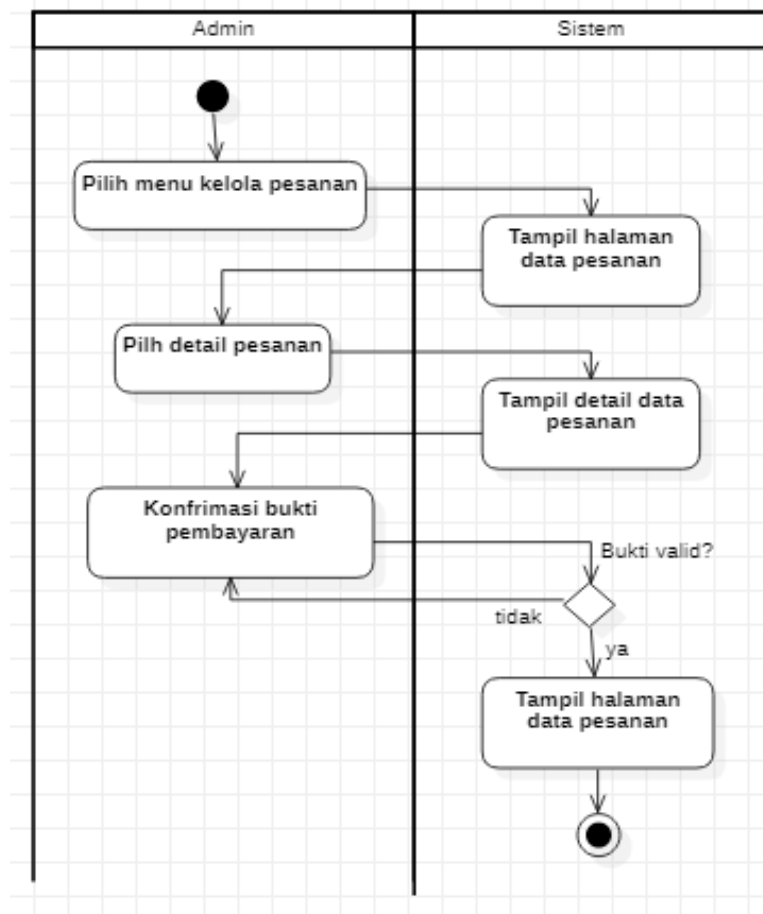 Admin
Sistem
Pilih menu kelola pesanan
Tampil halaman
data pesanan
Pilh detail pesanan
Tampil detail data
pesanan
Konfrimasi bukti
pembayaran
Bukti valid?
tidak
ya
Tampil halaman
data pesanan